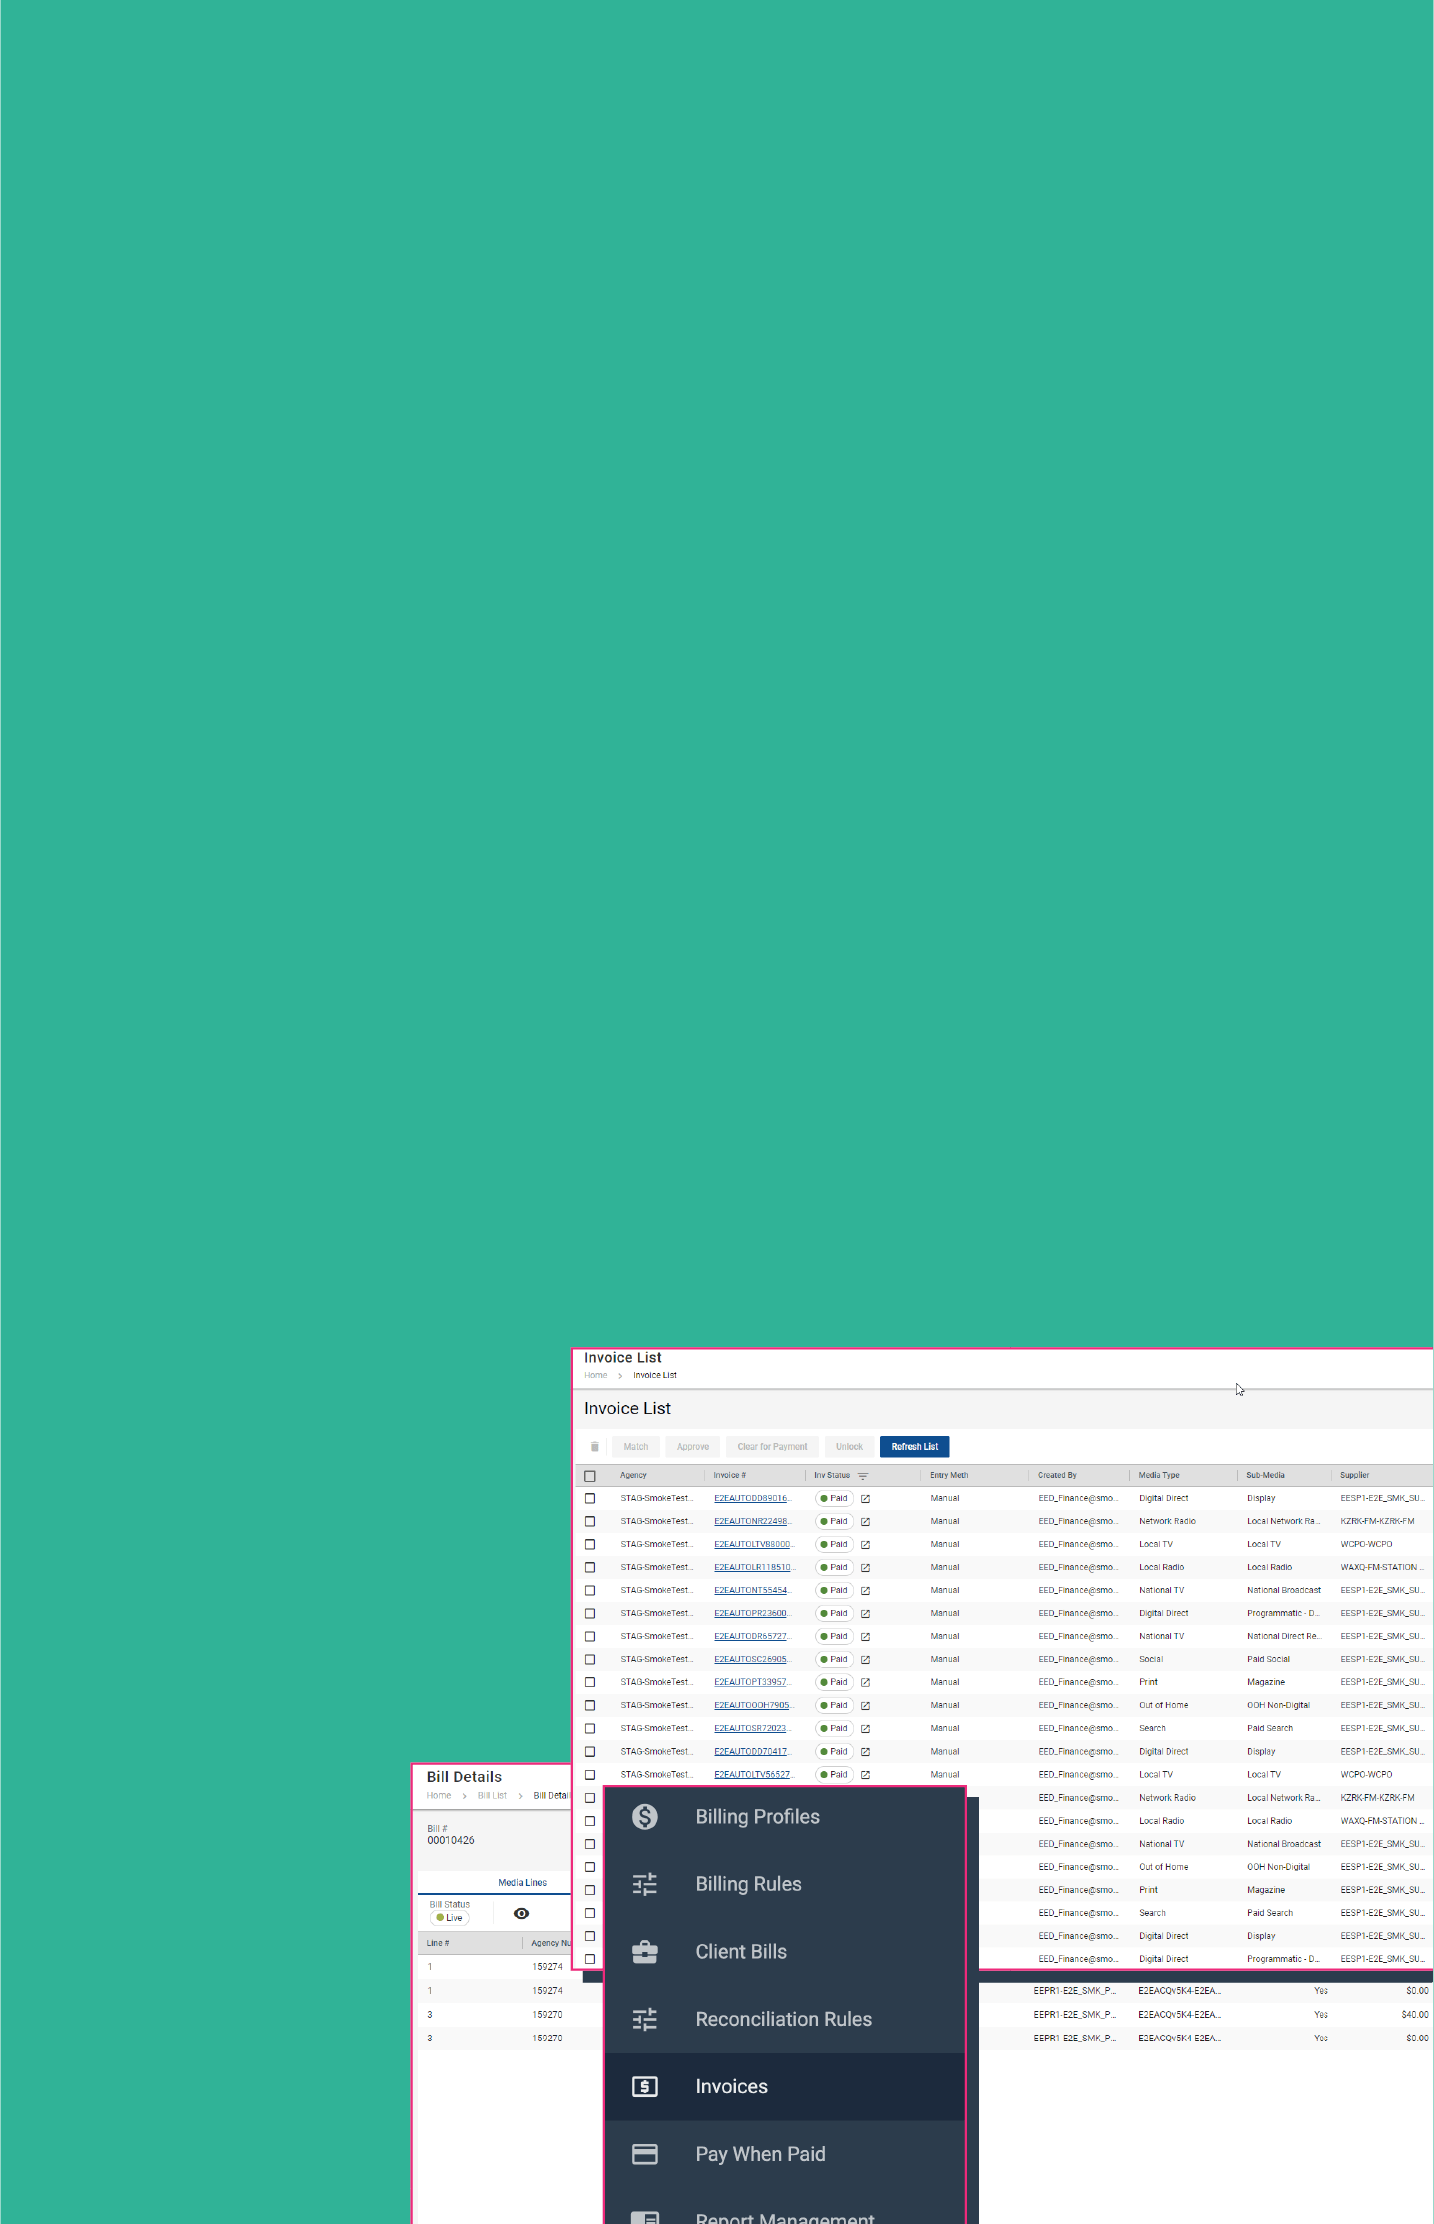 Invoice List
Home > Invoice List
Invoice List
Match Approve Clear for Payment Unlock Refresh List
Agency Invoice # Inv Status Entry Meth Created By Media Type Sub-Media Supplier
STAG-SmokeTest... E2EAUTODD89016... Paid Manual EED_Finance@smo... Digital Direct Display EESP1-E2E_SMK_SU...
STAG-SmokeTest... E2EAUTONR22498... Paid Manual EED_Finance@smo... Network Radio Local Network Ra... KZRK-FM-KZRK-FM
STAG-SmokeTest... E2EAUTOLTV88000... Paid Manual EED_Finance@smo... Local TV Local TV WCPO-WCPO
STAG-SmokeTest... E2EAUTOLR118510... Paid Manual EED_Finance@smo... Local Radio Local Radio WAXQ-FM-STATION ...
STAG-SmokeTest... E2EAUTONT55454... Paid Manual EED_Finance@smo... National TV National Broadcast EESP1-E2E_SMK_SU...
STAG-SmokeTest... E2EAUTOPR23600... Paid Manual EED_Finance@smo... Digital Direct Programmatic - D... EESP1-E2E_SMK_SU...
STAG-SmokeTest... E2EAUTODR65727... Paid Manual EED_Finance@smo... National TV National Direct Re... EESP1-E2E_SMK_SU...
STAG-SmokeTest... E2EAUTOSC26905... Paid Manual EED_Finance@smo... Social Paid Social EESP1-E2E_SMK_SU...
STAG-SmokeTest... E2EAUTOPT33957... Paid Manual EED_Finance@smo... Print Magazine EESP1-E2E_SMK_SU...
STAG-SmokeTest... E2EAUTOOOH7905... Paid Manual EED_Finance@smo... Out of Home OOH Non-Digital EESP1-E2E_SMK_SU...
STAG-SmokeTest... E2EAUTOSR72023... Paid Manual EED_Finance@smo... Search Paid Search EESP1-E2E_SMK_SU...
STAG-SmokeTest... E2EAUTODD70417... Paid Manual EED_Finance@smo... Digital Direct Display EESP1-E2E_SMK_SU...
STAG-SmokeTest... E2EAUTOLTV56527... Paid Manual EED_Finance@smo... Local TV Local TV WCPO-WCPO
EED_Finance@smo... Network Radio Local Network Ra... KZRK-FM-KZRK-FM
EED_Finance@smo... Local Radio Local Radio WAXQ-FM-STATION ...
EED_Finance@smo... National TV National Broadcast EESP1-E2E_SMK_SU...
EED_Finance@smo... Out of Home OOH Non-Digital EESP1-E2E_SMK_SU...
EED_Finance@smo... Print Magazine EESP1-E2E_SMK_SU...
EED_Finance@smo... Search Paid Search EESP1-E2E_SMK_SU...
EED_Finance@smo... Digital Direct Display EESP1-E2E_SMK_SU...
EED_Finance@smo... Digital Direct Programmatic - D... EESP1-E2E_SMK_SU...
Bill Details
Home > Bill List > Bill Detai
Bill #
00010426
Media Lines
Bill Status
Live
Line # Agency Nu
1 159274
1 159274 EEPR1-E2E_SMK_P... E2EACQv5K4-E2EA... Yes $0.00
3 159270 EEPR1-E2E_SMK_P... E2EACQv5K4-E2EA... Yes $40.00
3 159270 EEPR1-E2E_SMK_P... E2EACQv5K4-E2EA... Yes $0.00
Billing Profiles
Billing Rules
Client Bills
Reconciliation Rules
Invoices
Pay When Paid
Report Management